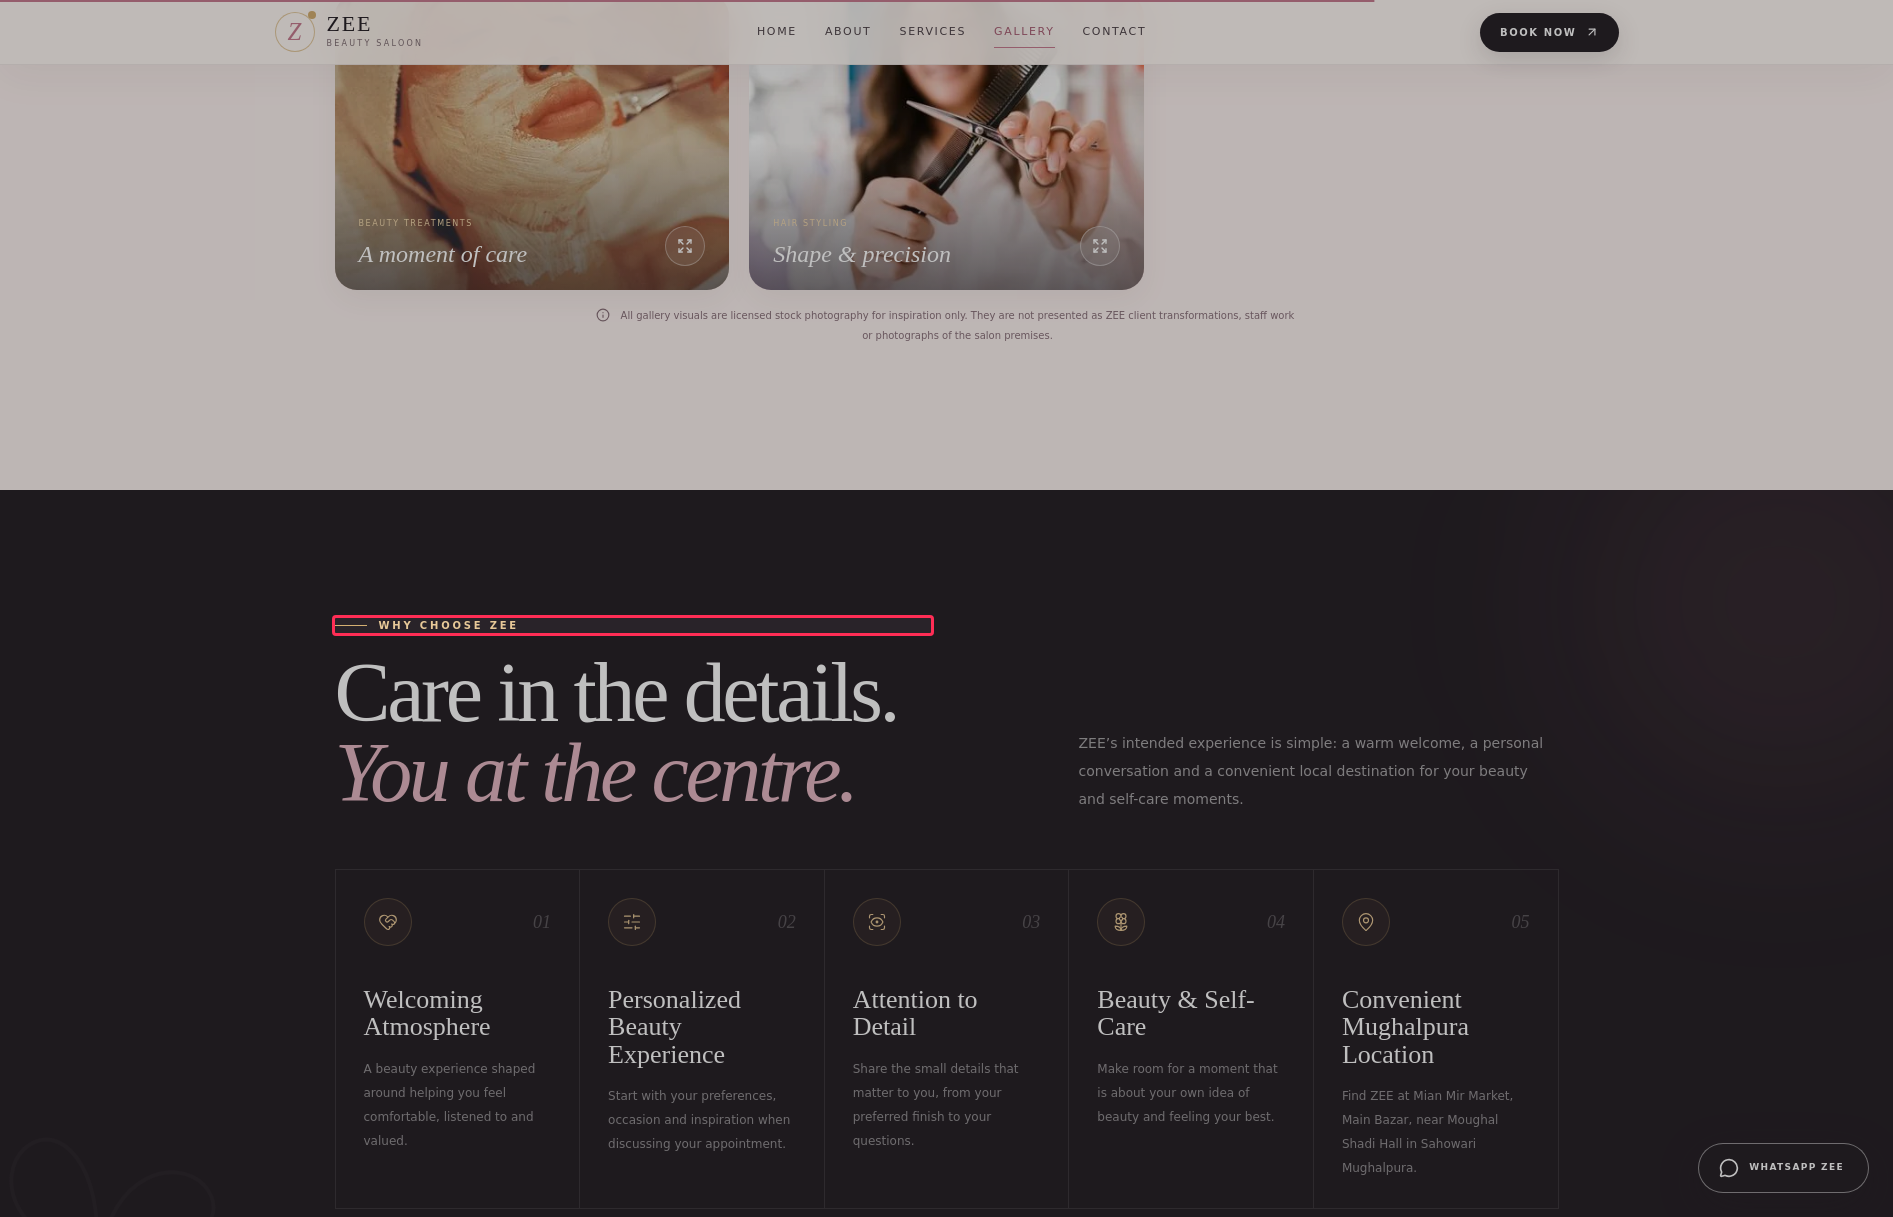 Z
ZEE
BEAUTY SALOON
HOME
ABOUT
SERVICES
GALLERY
CONTACT
BOOK NOW
BEAUTY TREATMENTS
A moment of care
HAIR STYLING
Shape & precision
All gallery visuals are licensed stock photography for inspiration only. They are not presented as ZEE client transformations, staff work
or photographs of the salon premises.
WHY CHOOSE ZEE
Care in the details.
You at the centre.
ZEE’s intended experience is simple: a warm welcome, a personal
conversation and a convenient local destination for your beauty
and self-care moments.
01
Welcoming
Atmosphere
A beauty experience shaped
around helping you feel
comfortable, listened to and
valued.
02
Personalized
Beauty
Experience
Start with your preferences,
occasion and inspiration when
discussing your appointment.
03
Attention to
Detail
Share the small details that
matter to you, from your
preferred finish to your
questions.
04
Beauty & Self-
Care
Make room for a moment that
is about your own idea of
beauty and feeling your best.
05
Convenient
Mughalpura
Location
Find ZEE at Mian Mir Market,
Main Bazar, near Moughal
Shadi Hall in Sahowari
Mughalpura.
WHATSAPP ZEE